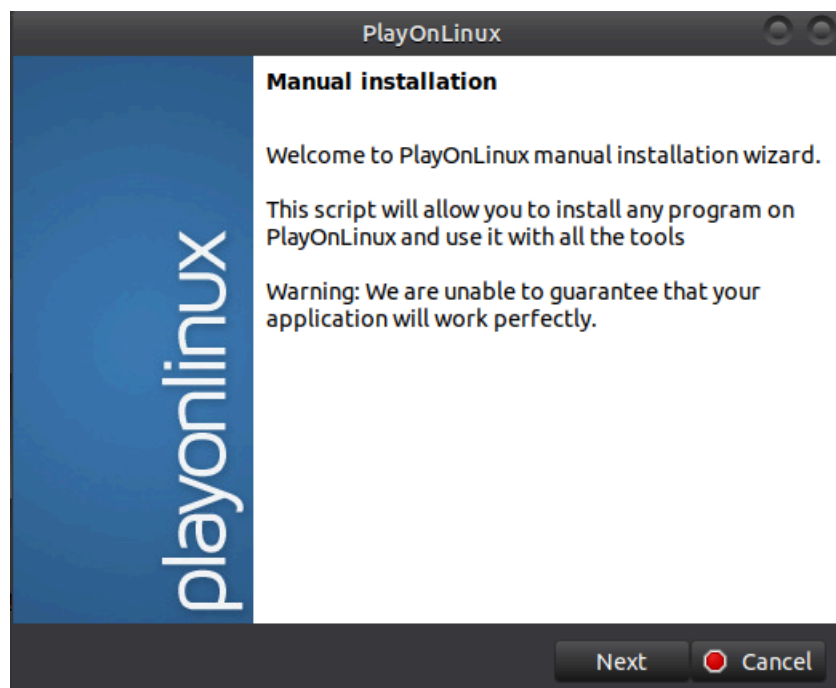 PlayOnLinux
playonlinux
Manual installation
Welcome to PlayOnLinux manual installation wizard.
This script will allow you to install any program on
PlayOnLinux and use it with all the tools
Warning: We are unable to guarantee that your
application will work perfectly.
Next
Cancel